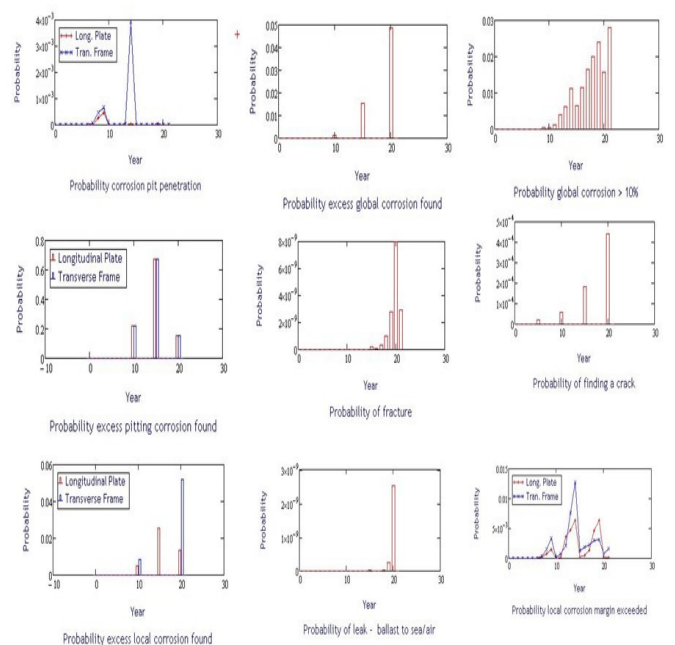 4×10⁻³
3×10⁻³
2×10⁻³
1×10⁻³
Probability
Long. Plate
Tran. Frame
0 10 20 30
Year
Probability corrosion pit penetration
+
0.05
0.04
0.03
0.02
0.01
0
Probability
0 10 20 30
Year
Probability excess global corrosion found
0.03
0.02
0.01
0
Probability
0 10 20 30
Year
Probability global corrosion > 10%
0.8
0.6
0.4
0.2
0
Probability
Longitudinal Plate
Transverse Frame
−10 0 10 20 30
Year
Probability excess pitting corrosion found
8×10⁻⁹
6×10⁻⁹
4×10⁻⁹
2×10⁻⁹
Probability
0 10 20 30
Year
Probability of fracture
5×10⁻⁴
4×10⁻⁴
3×10⁻⁴
2×10⁻⁴
1×10⁻⁴
Probability
0 10 20 30
Year
Probability of finding a crack
0.06
0.04
0.02
0
Probability
Longitudinal Plate
Transverse Frame
−10 0 10 20 30
Year
Probability excess local corrosion found
3×10⁻⁹
2×10⁻⁹
1×10⁻⁹
Probability
0 10 20 30
Year
Probability of leak - ballast to sea/air
0.015
0.01
5×10⁻³
Probability
Long. Plate
Tran. Frame
0 10 20 30
Year
Probability local corrosion margin exceeded